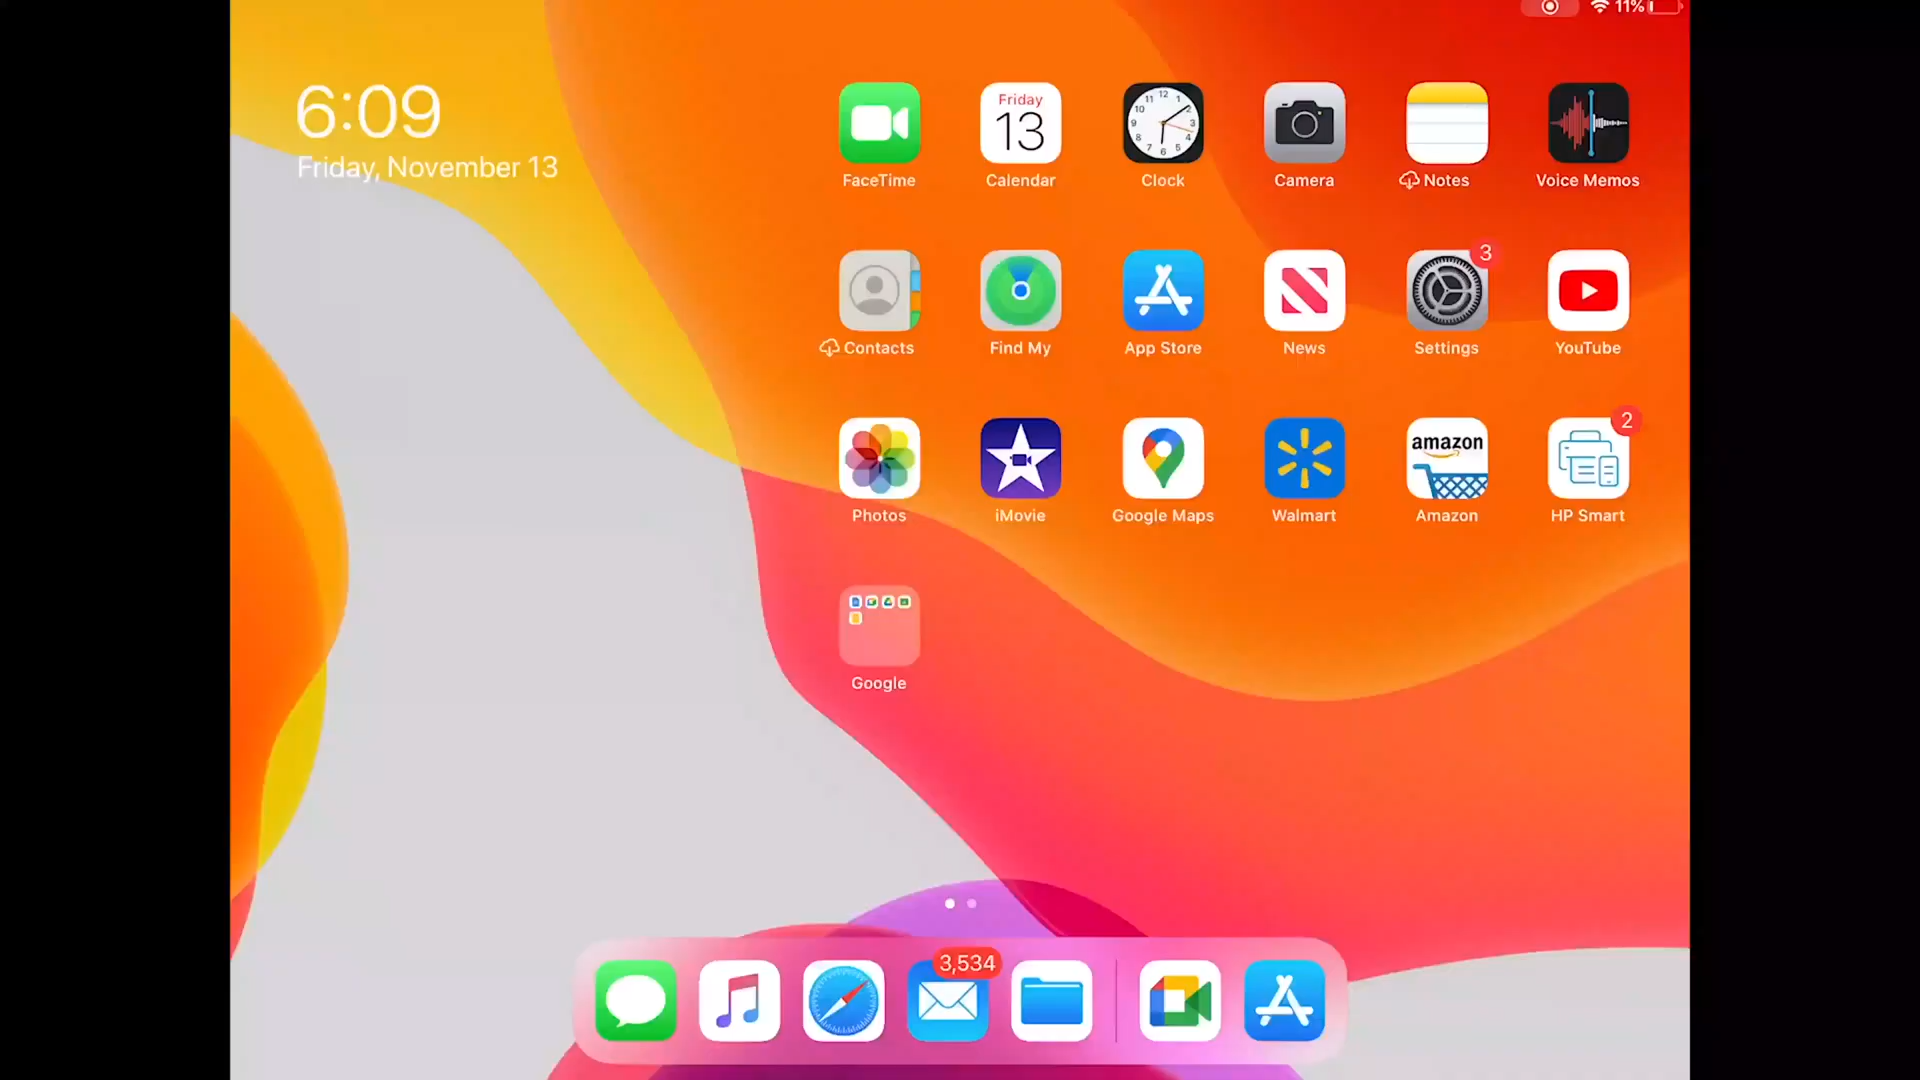 11%
6:09
Friday, November 13
Friday
13
FaceTime
Calendar
Clock
Camera
Notes
Voice Memos
3
Contacts
Find My
App Store
News
Settings
YouTube
2
amazon
Photos
iMovie
Google Maps
Walmart
Amazon
HP Smart
Google
3,534